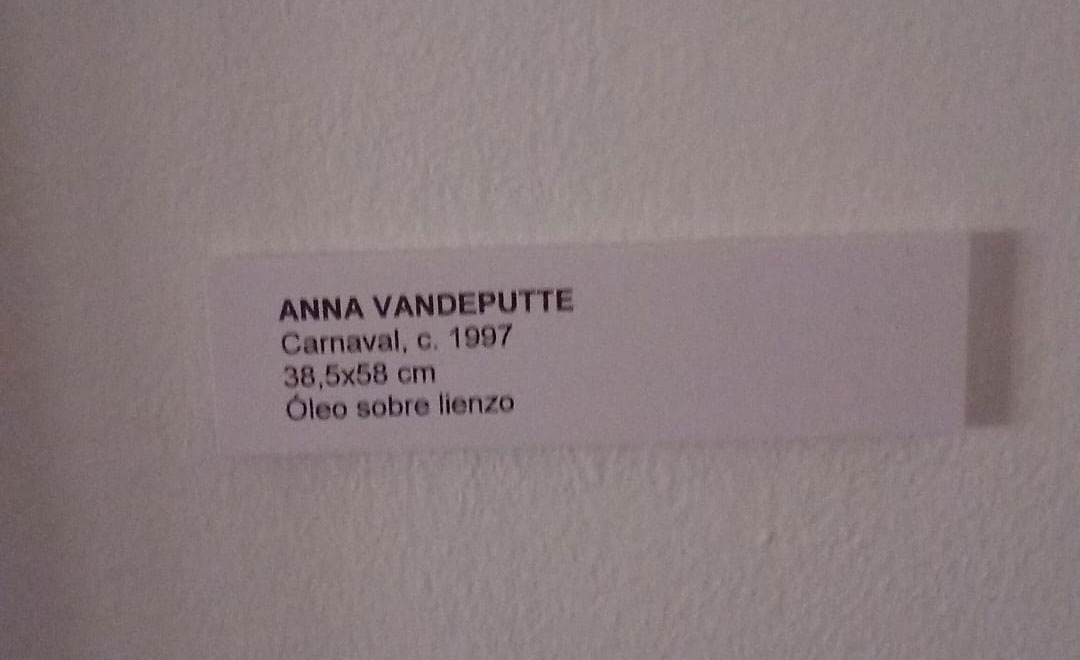 ANNA VANDEPUTTE
Carnaval, c. 1997
38,5x58 cm
Óleo sobre lienzo